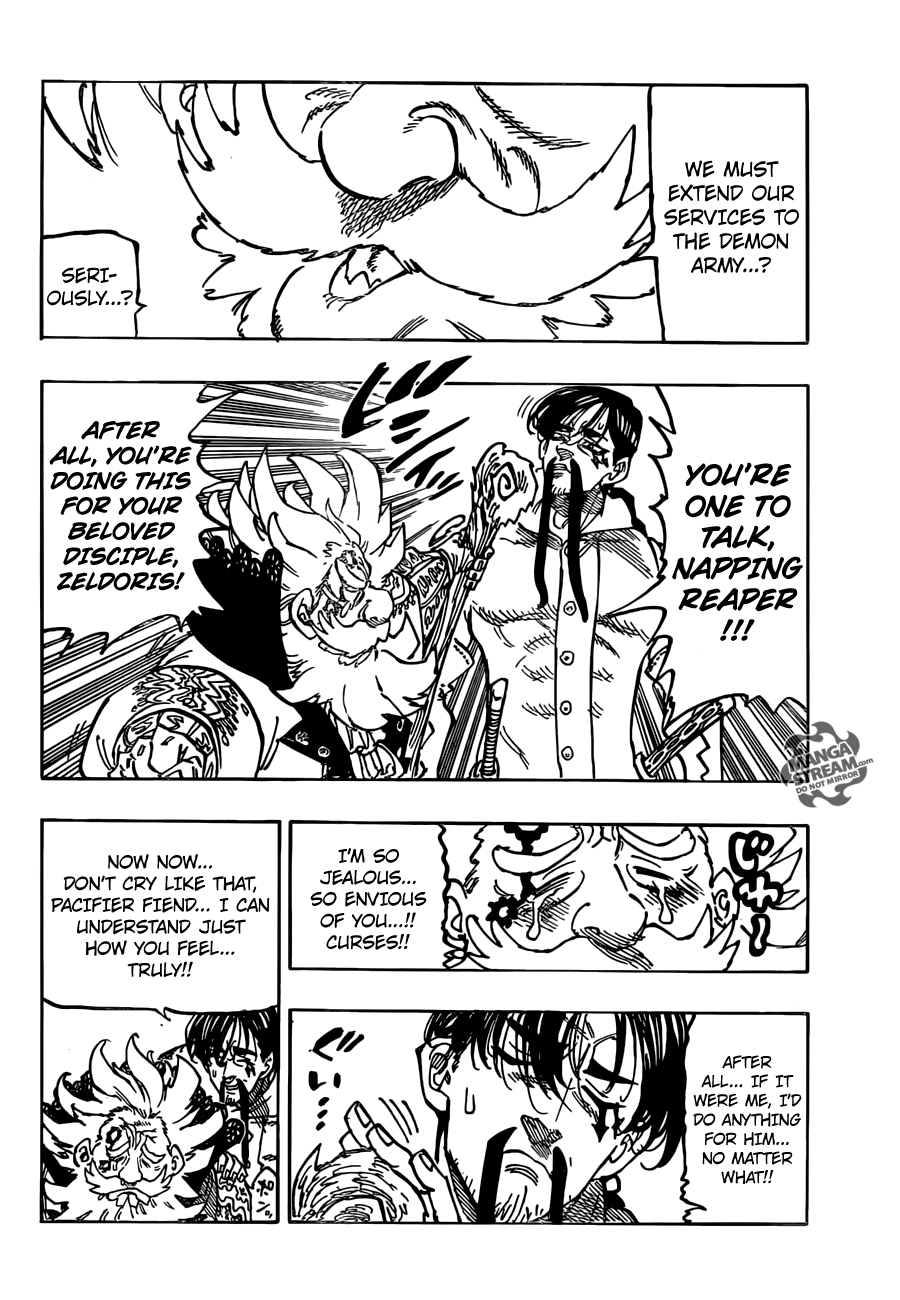 WE MUST
EXTEND OUR
SERVICES TO
THE DEMON
ARMY...?
SERI-
OUSLY...?
YOU'RE
ONE TO
TALK,
NAPPING
REAPER
!!!
AFTER
ALL, YOU'RE
DOING THIS
FOR YOUR
BELOVED
DISCIPLE,
ZELDORIS!
MANGA
STREAM.com
DO NOT MIRROR
I'M SO
JEALOUS...
SO ENVIOUS
OF YOU...!!
CURSES!!
AFTER
ALL... IF IT
WERE ME, I'D
DO ANYTHING
FOR HIM...
NO MATTER
WHAT!!
NOW NOW...
DON'T CRY LIKE THAT,
PACIFIER FIEND... I CAN
UNDERSTAND JUST
HOW YOU FEEL...
TRULY!!